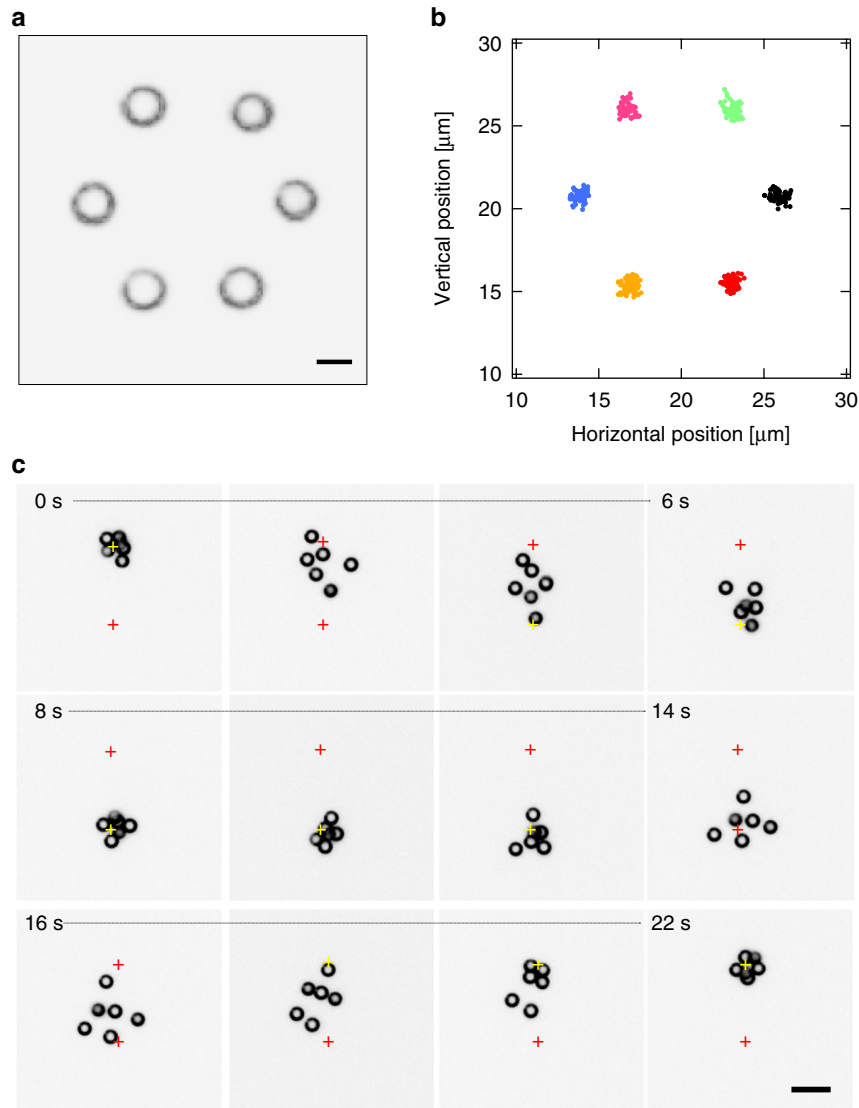 a
b
30
25
20
15
10
Vertical position [μm]
10 15 20 25 30
Horizontal position [μm]
c
0 s 6 s
8 s 14 s
16 s 22 s